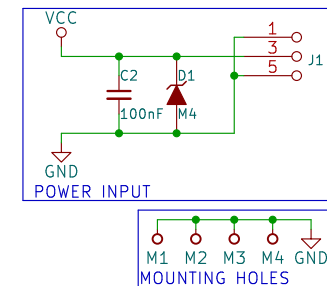 VCC
1
3
5
J1
C2
D1
100nF
M4
GND
POWER INPUT
M1 M2 M3 M4 GND
MOUNTING HOLES